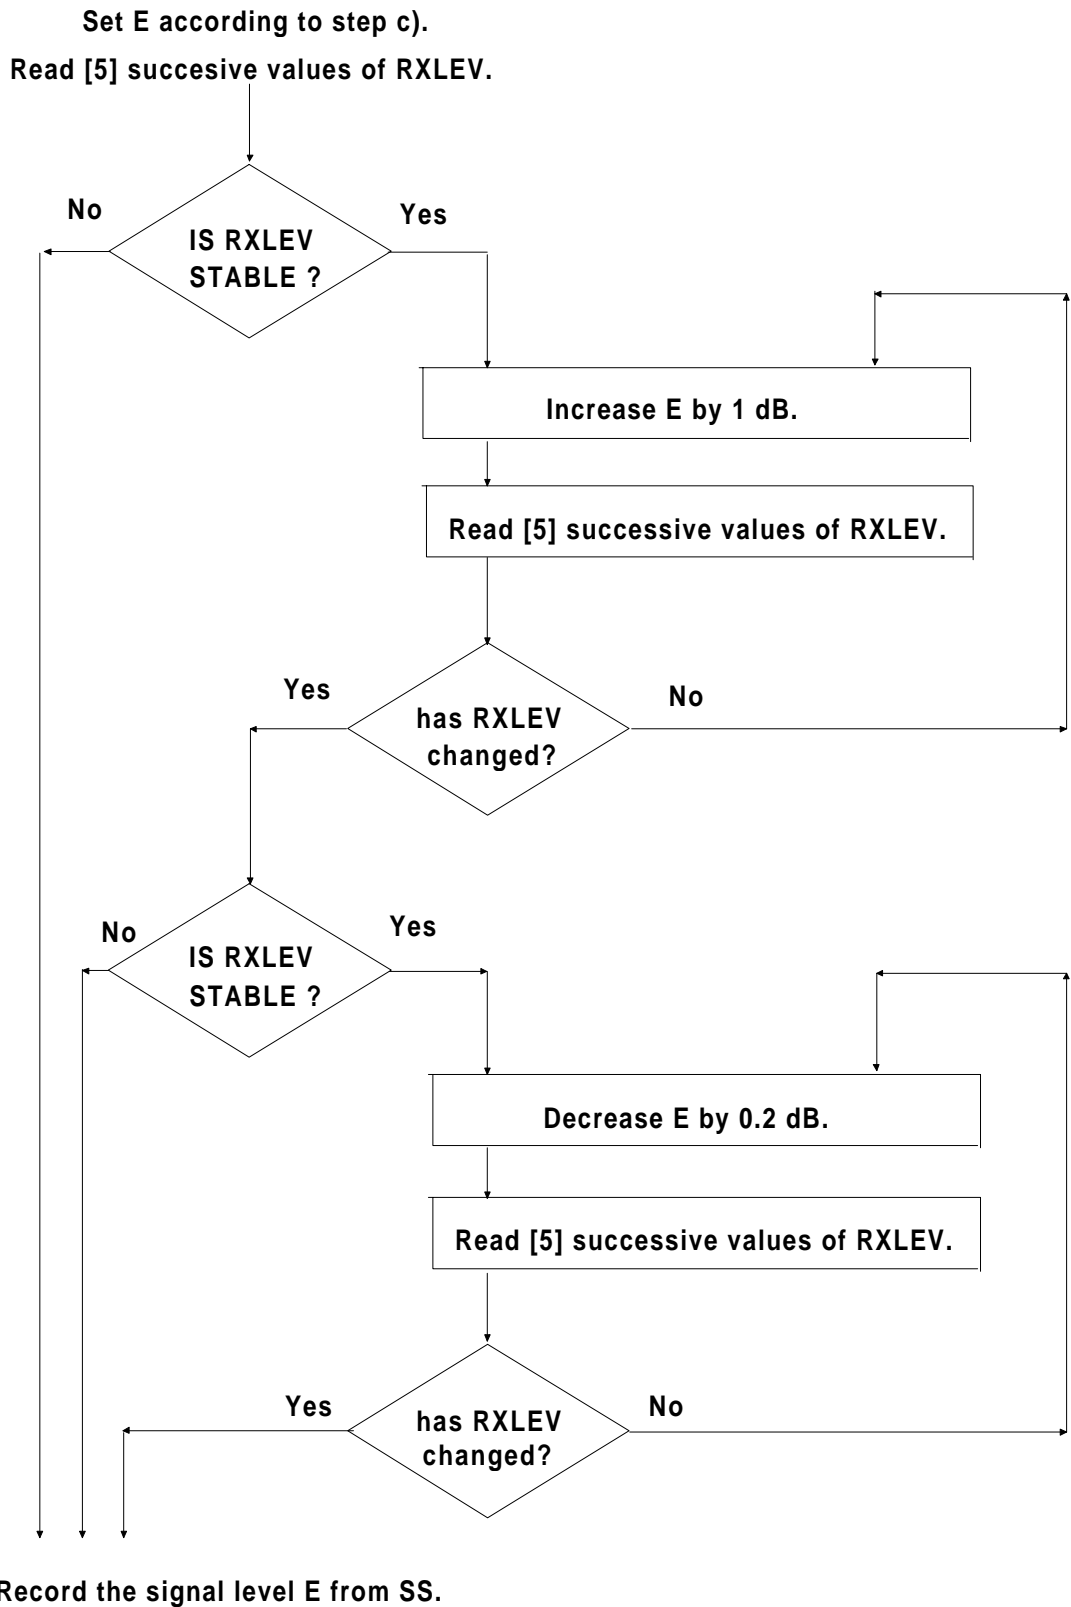 Set E according to step c).
Read [5] succesive values of RXLEV.
No
Yes
IS RXLEV
STABLE ?
Increase E by 1 dB.
Read [5] successive values of RXLEV.
Yes
No
has RXLEV
changed?
No
Yes
IS RXLEV
STABLE ?
Decrease E by 0.2 dB.
Read [5] successive values of RXLEV.
Yes
No
has RXLEV
changed?
Record the signal level E from SS.